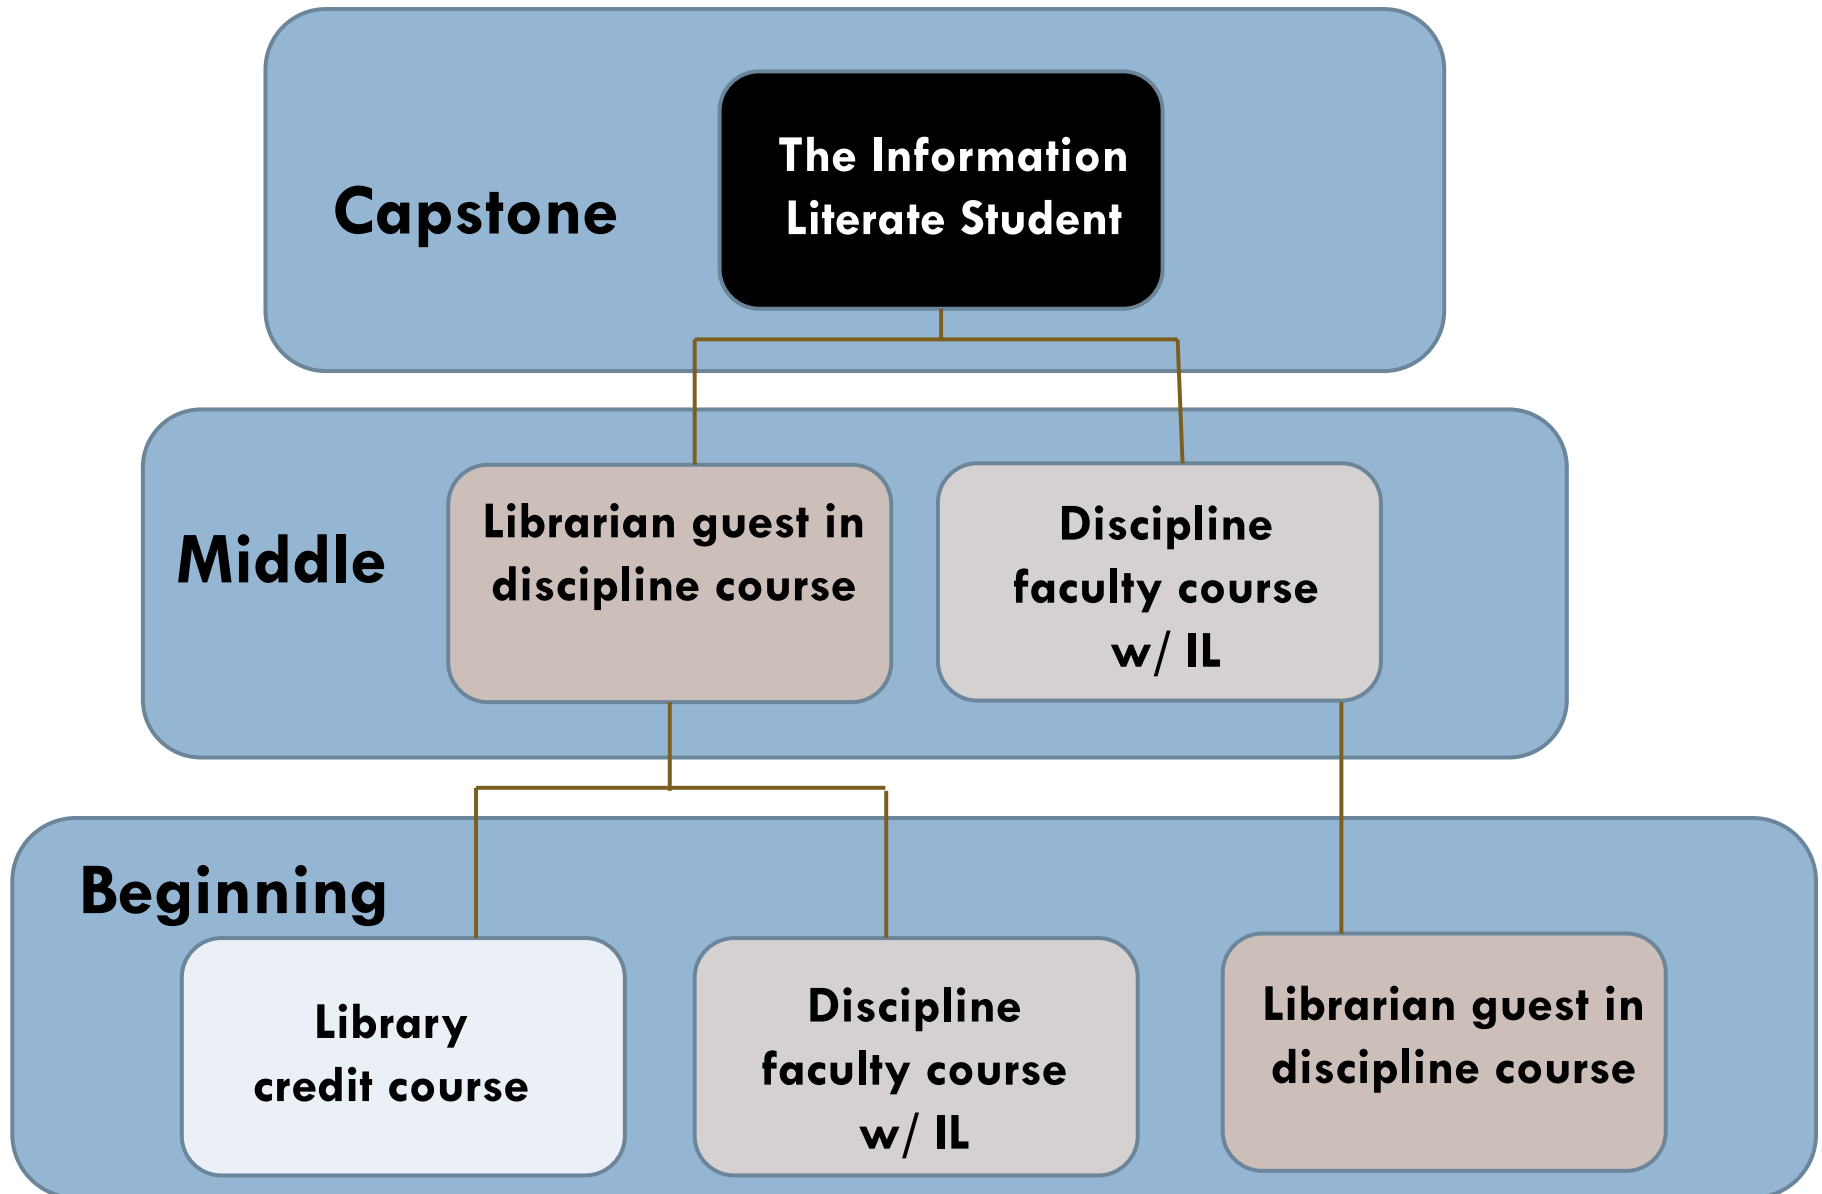 Capstone
The Information
Literate Student
Middle
Librarian guest in
discipline course
Discipline
faculty course
w/ IL
Beginning
Library
credit course
Discipline
faculty course
w/ IL
Librarian guest in
discipline course